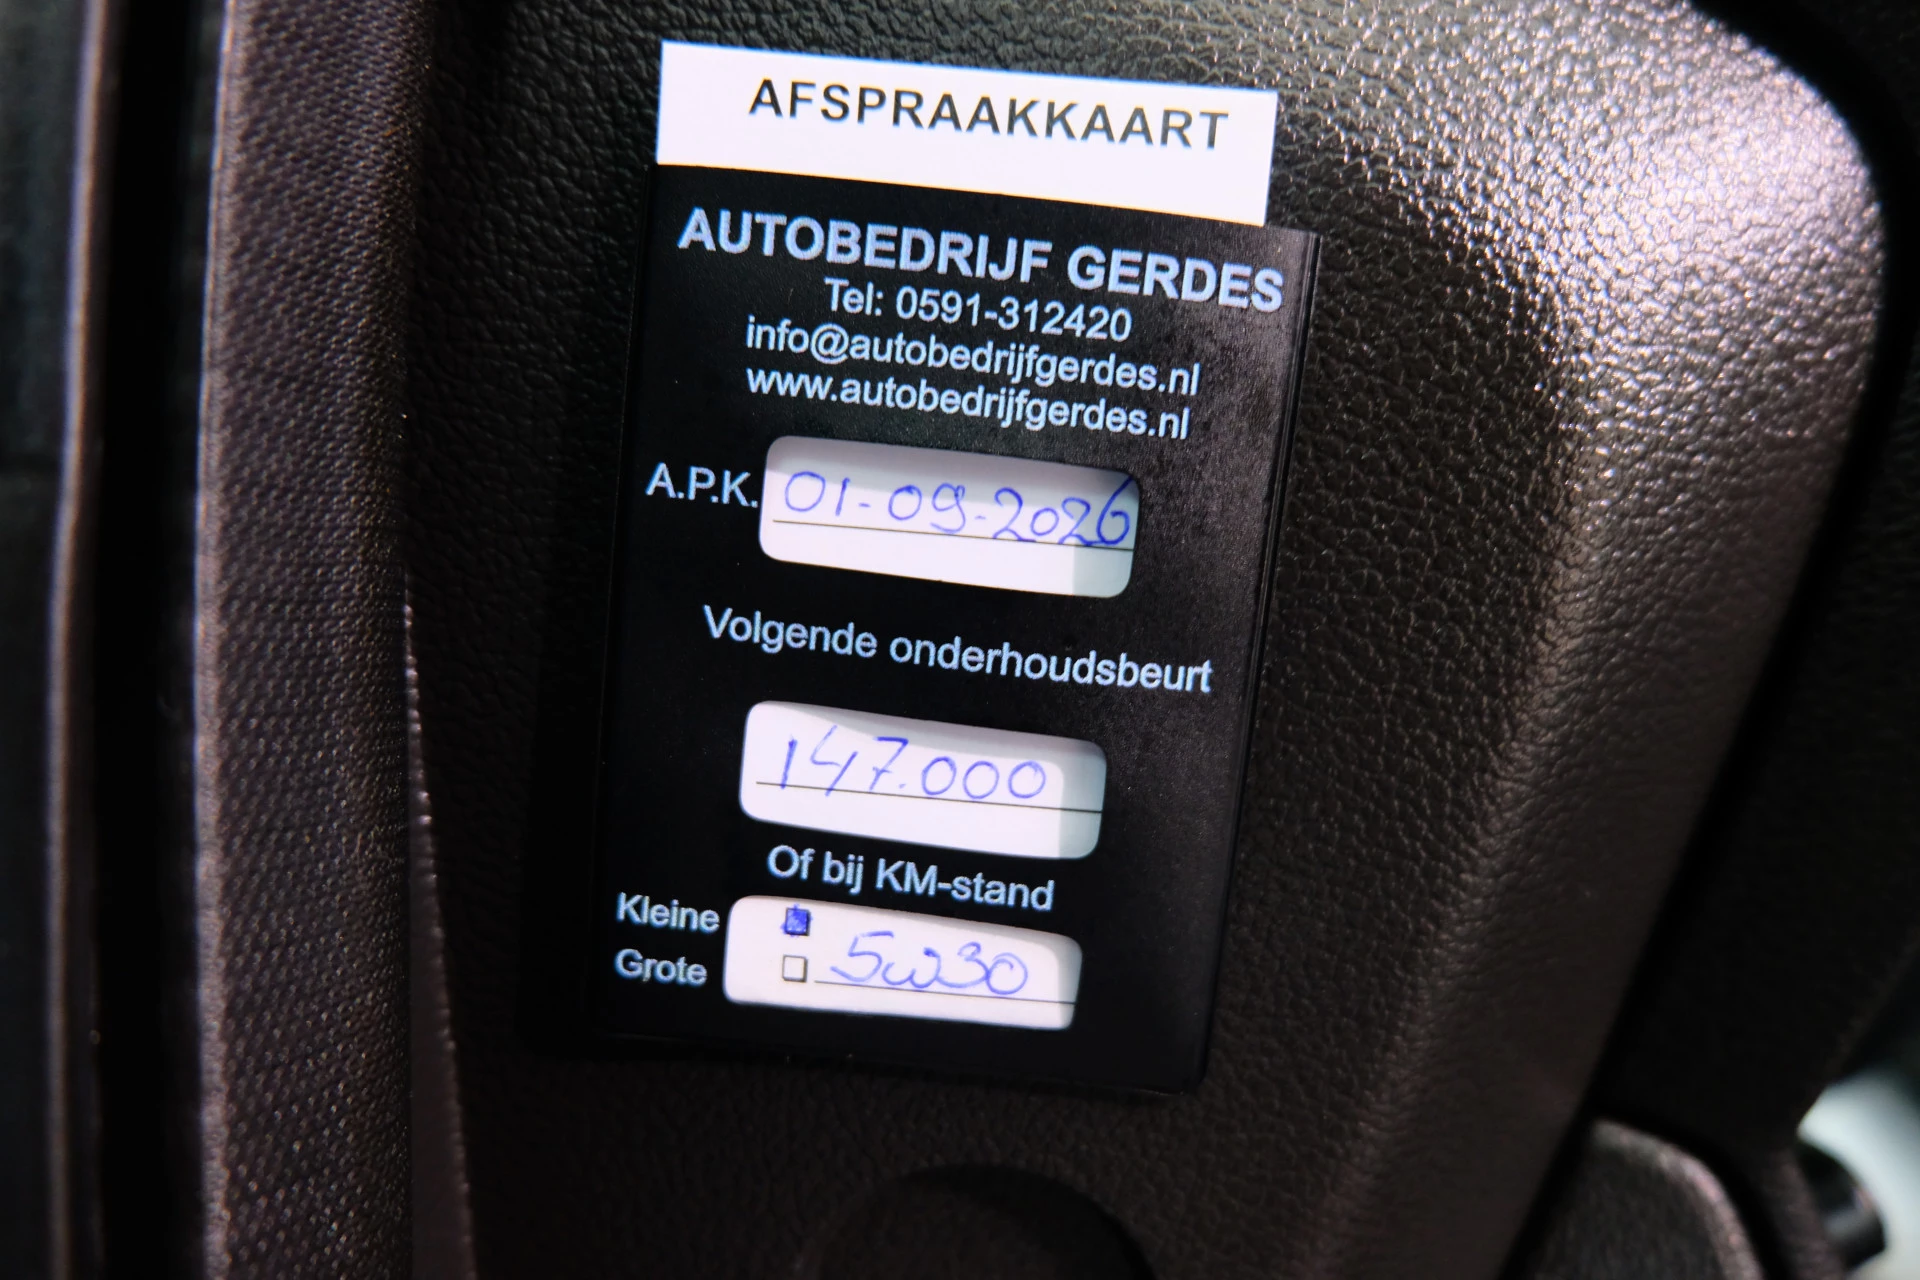 AFSPRAAKKAART
AUTOBEDRIJF GERDES
Tel: 0591-312420
info@autobedrijfgerdes.nl
www.autobedrijfgerdes.nl
A.P.K. 01-09-2026
Volgende onderhoudsbeurt
147.000
Of bij KM-stand
Kleine
Grote 5w30